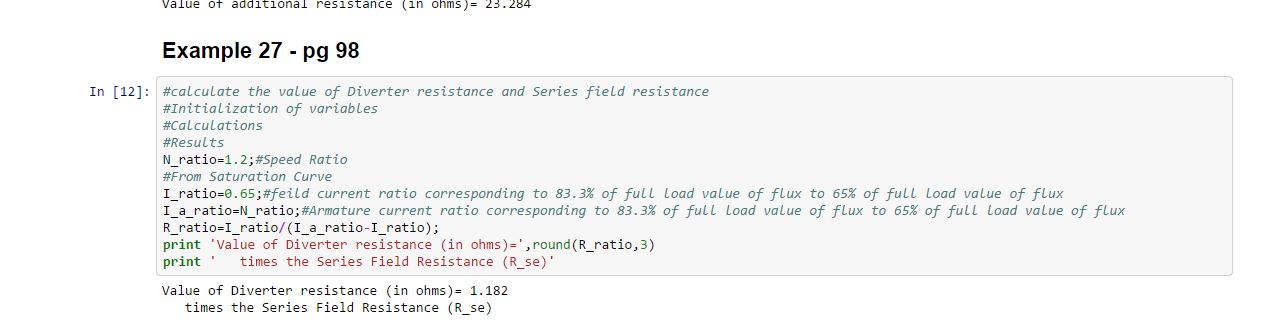 Value of additional resistance (in ohms)= 23.284
Example 27 - pg 98
In [12]:
#calculate the value of Diverter resistance and Series field resistance
#Initialization of variables
#Calculations
#Results
N_ratio=1.2;#Speed Ratio
#From Saturation Curve
I_ratio=0.65;#feild current ratio corresponding to 83.3% of full load value of flux to 65% of full load value of flux
I_a_ratio=N_ratio;#Armature current ratio corresponding to 83.3% of full load value of flux to 65% of full load value of flux
R_ratio=I_ratio/(I_a_ratio-I_ratio);
print 'Value of Diverter resistance (in ohms)=',round(R_ratio,3)
print '   times the Series Field Resistance (R_se)'
Value of Diverter resistance (in ohms)= 1.182
   times the Series Field Resistance (R_se)